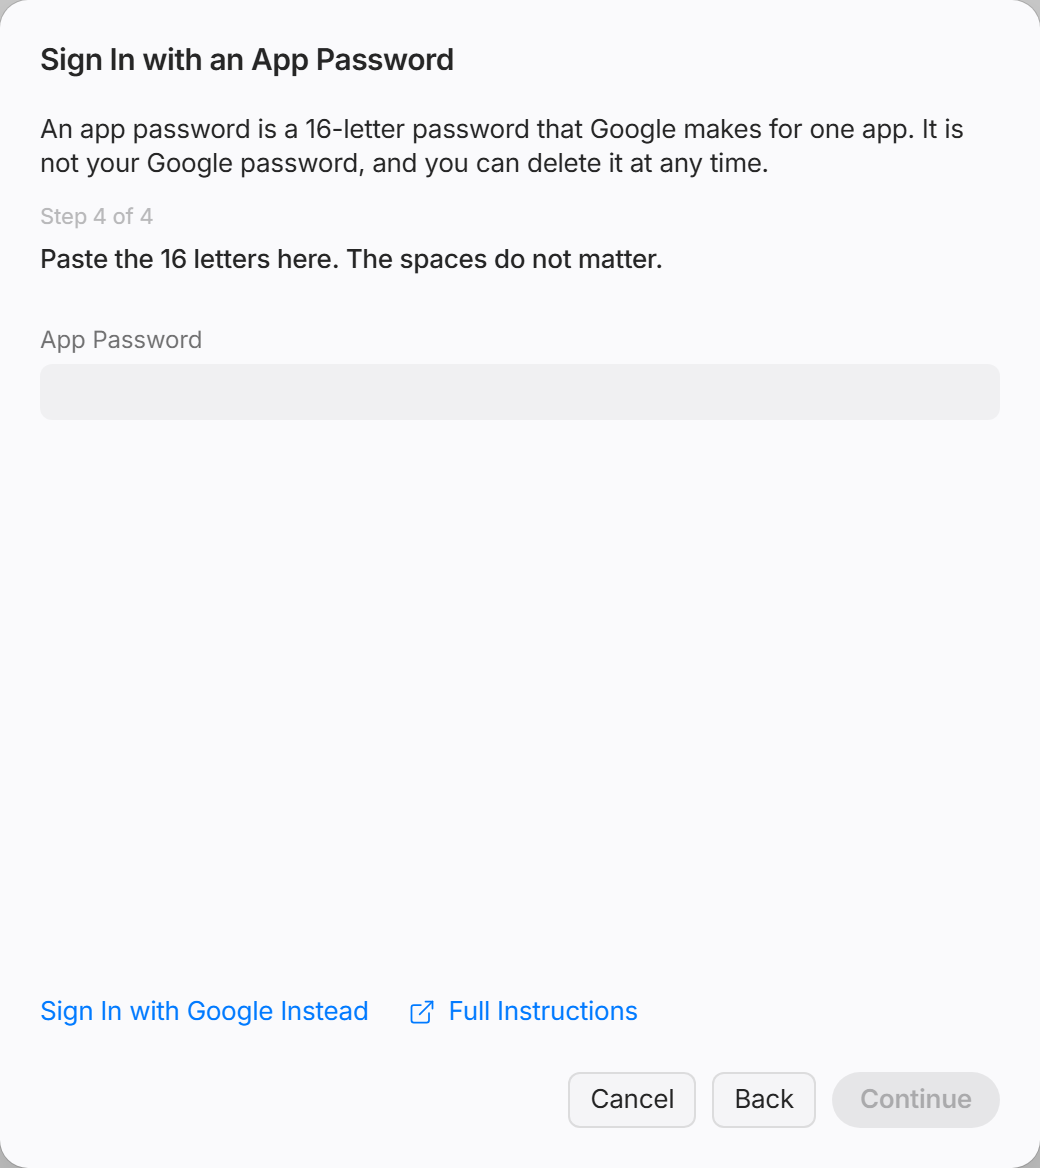 Sign In with an App Password
An app password is a 16-letter password that Google makes for one app. It is
not your Google password, and you can delete it at any time.
Step 4 of 4
Paste the 16 letters here. The spaces do not matter.
App Password
Sign In with Google Instead
Full Instructions
Cancel
Back
Continue